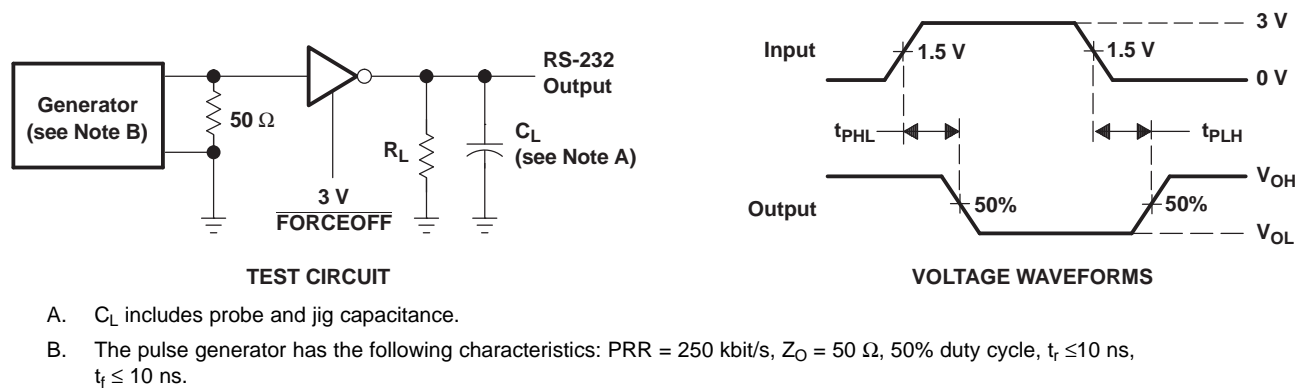 Generator
(see Note B)
50 Ω
3 V
FORCEOFF
R_L
C_L
(see Note A)
RS-232
Output
TEST CIRCUIT
Input
1.5 V
1.5 V
3 V
0 V
t_PHL
t_PLH
Output
50%
50%
V_OH
V_OL
VOLTAGE WAVEFORMS
A. C_L includes probe and jig capacitance.
B. The pulse generator has the following characteristics: PRR = 250 kbit/s, Z_O = 50 Ω, 50% duty cycle, t_r ≤10 ns,
t_f ≤ 10 ns.